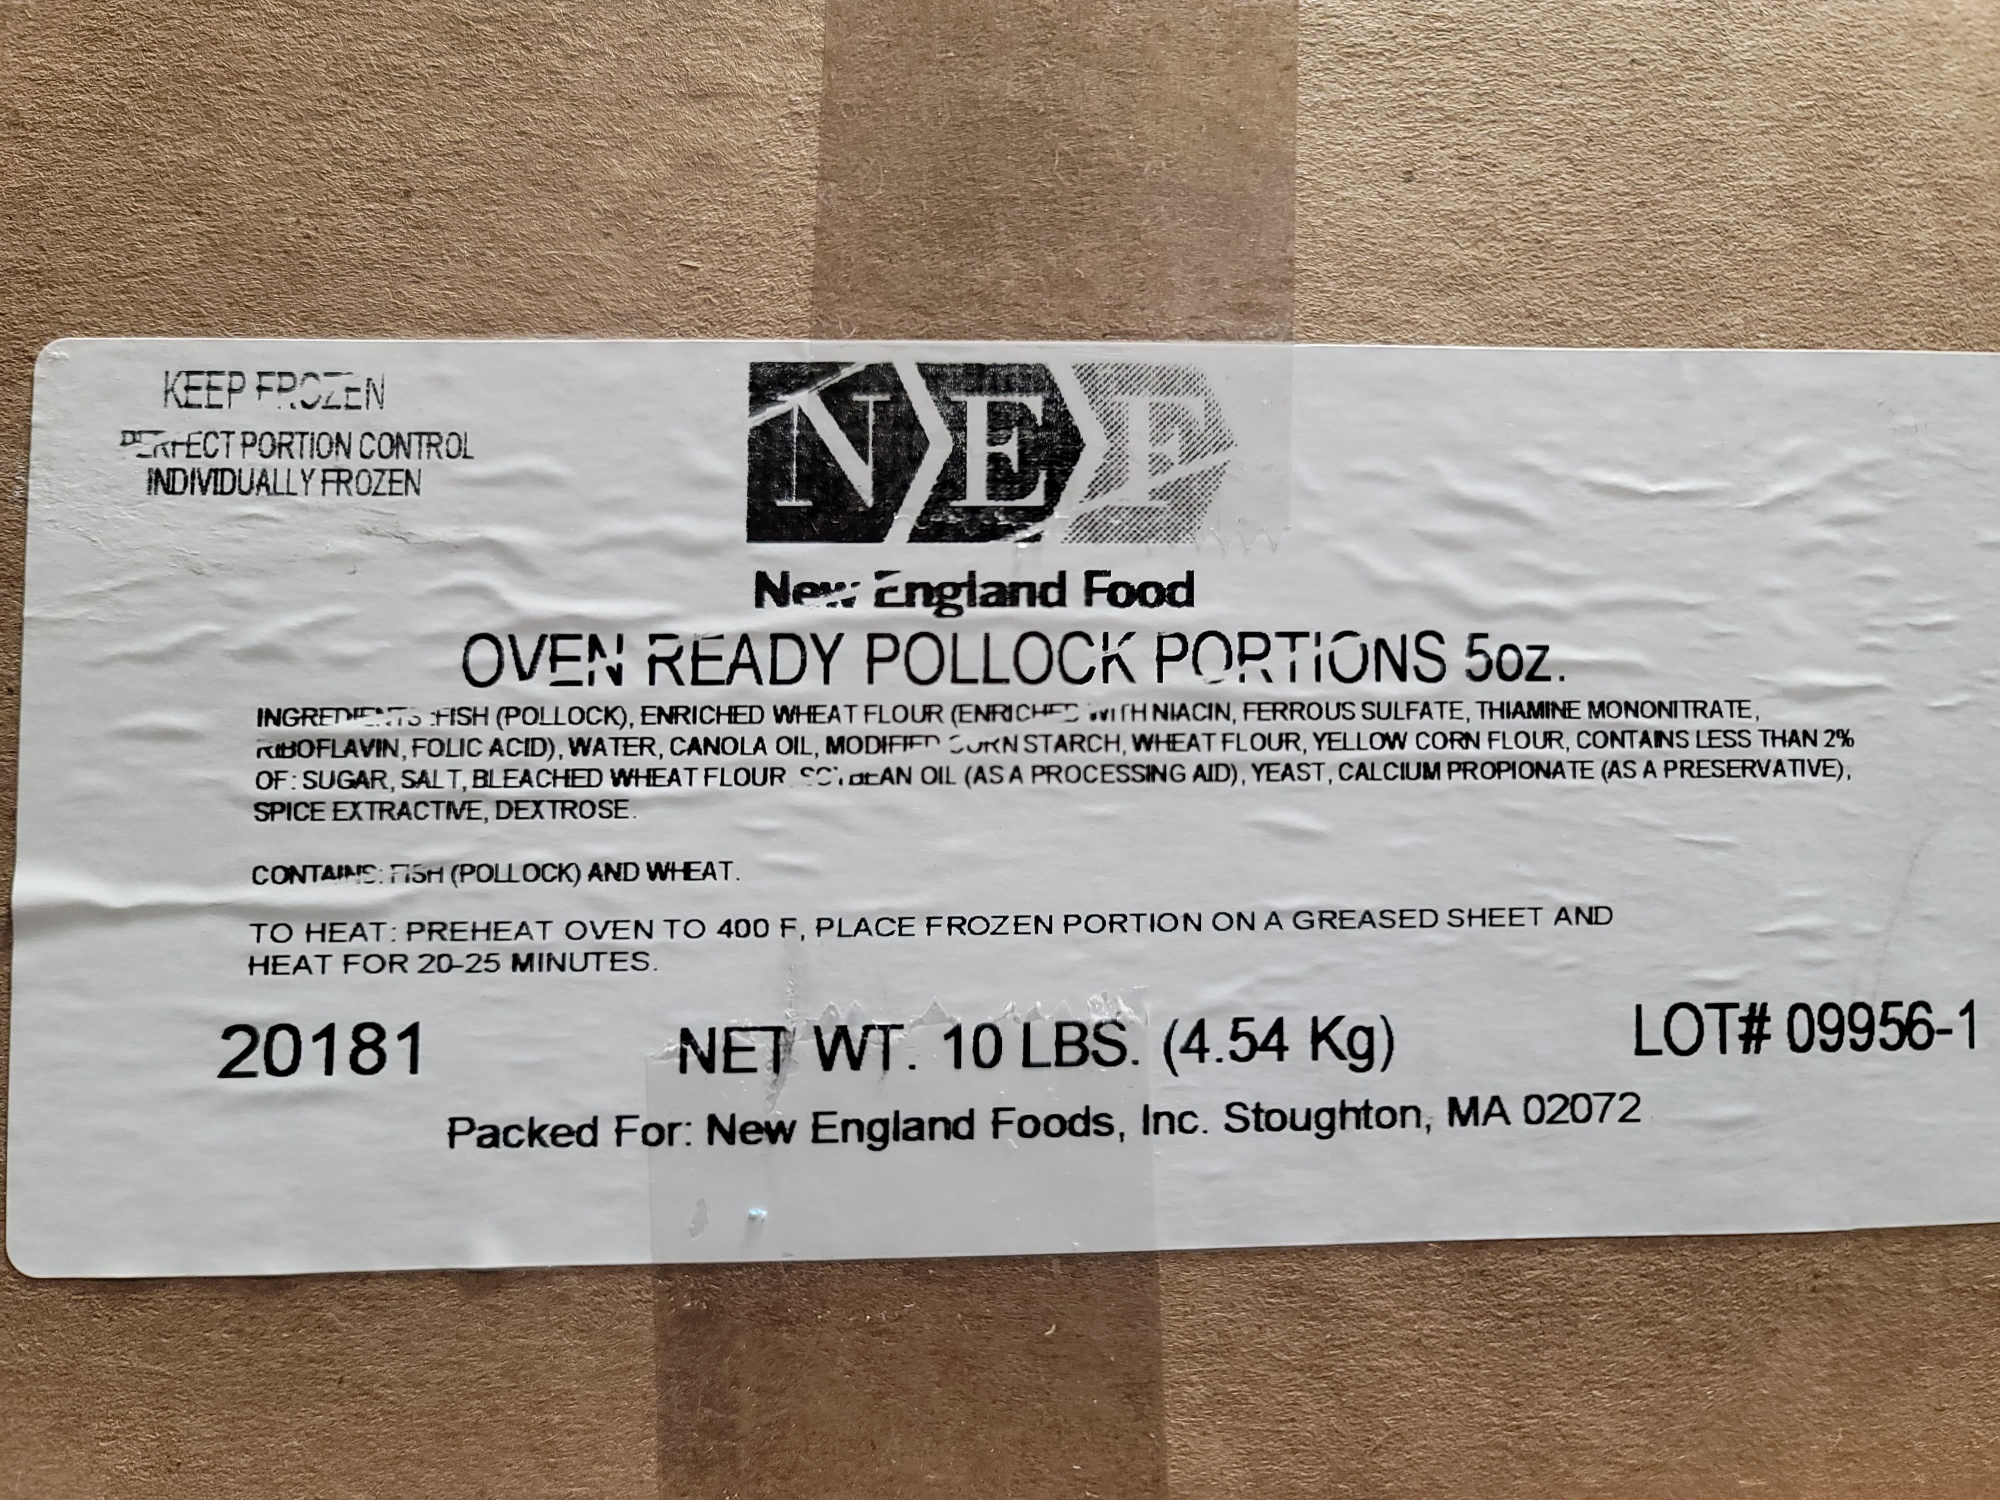 KEEP FROZEN
PERFECT PORTION CONTROL
INDIVIDUALLY FROZEN
NEF
New England Food
OVEN READY POLLOCK PORTIONS 5oz.
INGREDIENTS :FISH (POLLOCK), ENRICHED WHEAT FLOUR (ENRICHED WITH NIACIN, FERROUS SULFATE, THIAMINE MONONITRATE,
RIBOFLAVIN, FOLIC ACID), WATER, CANOLA OIL, MODIFIED CORN STARCH, WHEAT FLOUR, YELLOW CORN FLOUR, CONTAINS LESS THAN 2%
OF: SUGAR, SALT, BLEACHED WHEAT FLOUR SOYBEAN OIL (AS A PROCESSING AID), YEAST, CALCIUM PROPIONATE (AS A PRESERVATIVE),
SPICE EXTRACTIVE, DEXTROSE.
CONTAINS: FISH (POLLOCK) AND WHEAT.
TO HEAT: PREHEAT OVEN TO 400 F, PLACE FROZEN PORTION ON A GREASED SHEET AND
HEAT FOR 20-25 MINUTES.
20181 NET WT. 10 LBS. (4.54 Kg) LOT# 09956-1
Packed For: New England Foods, Inc. Stoughton, MA 02072